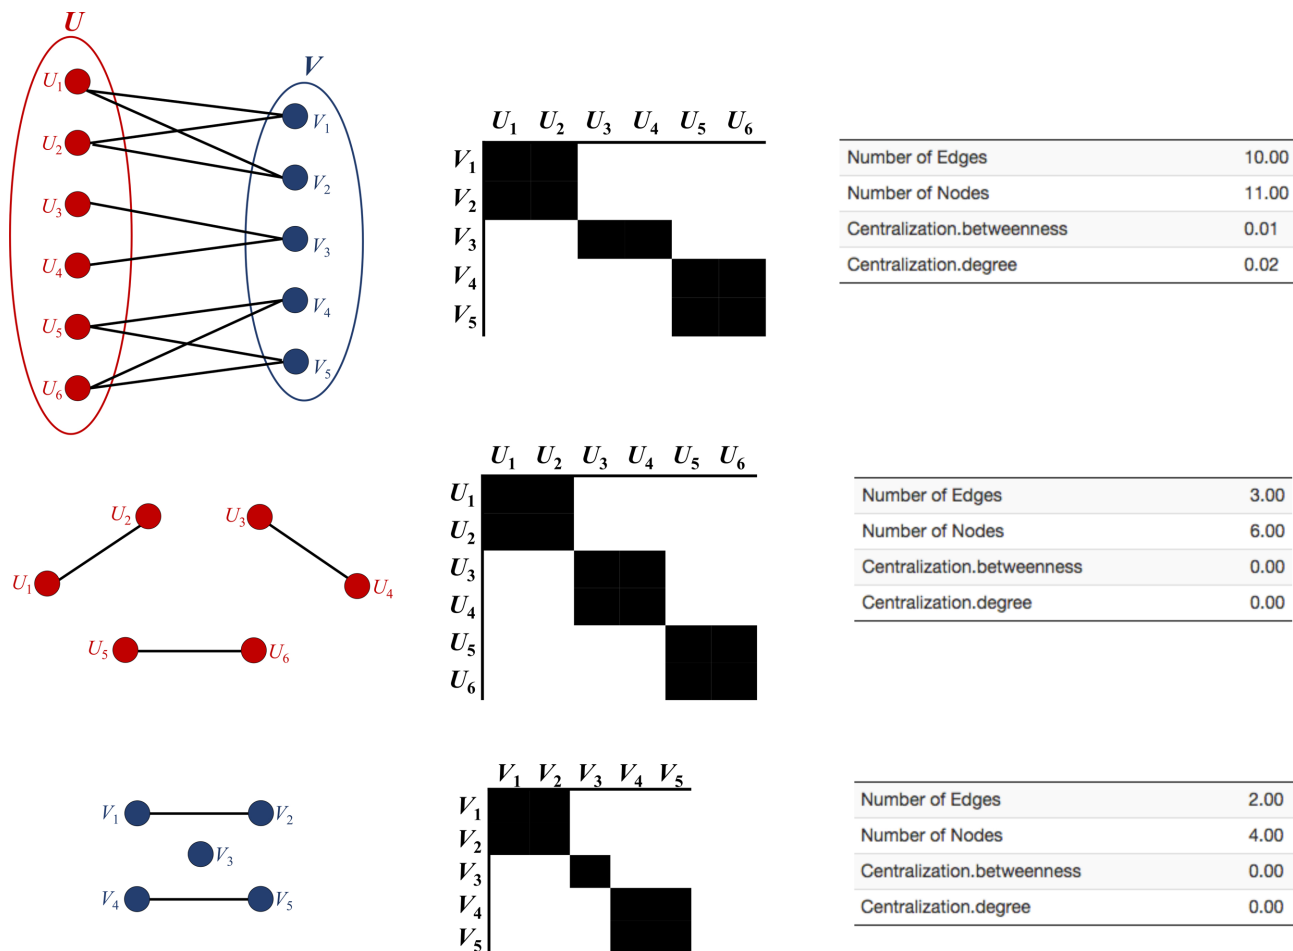 U
V
U1
U2
U3
U4
U5
U6
V1
V2
V3
V4
V5
U1 U2 U3 U4 U5 U6
V1
V2
V3
V4
V5
Number of Edges 10.00
Number of Nodes 11.00
Centralization.betweenness 0.01
Centralization.degree 0.02
U2 U3
U1 U4
U5 U6
U1 U2 U3 U4 U5 U6
U1
U2
U3
U4
U5
U6
Number of Edges 3.00
Number of Nodes 6.00
Centralization.betweenness 0.00
Centralization.degree 0.00
V1 V2
V3
V4 V5
V1 V2 V3 V4 V5
V1
V2
V3
V4
V5
Number of Edges 2.00
Number of Nodes 4.00
Centralization.betweenness 0.00
Centralization.degree 0.00